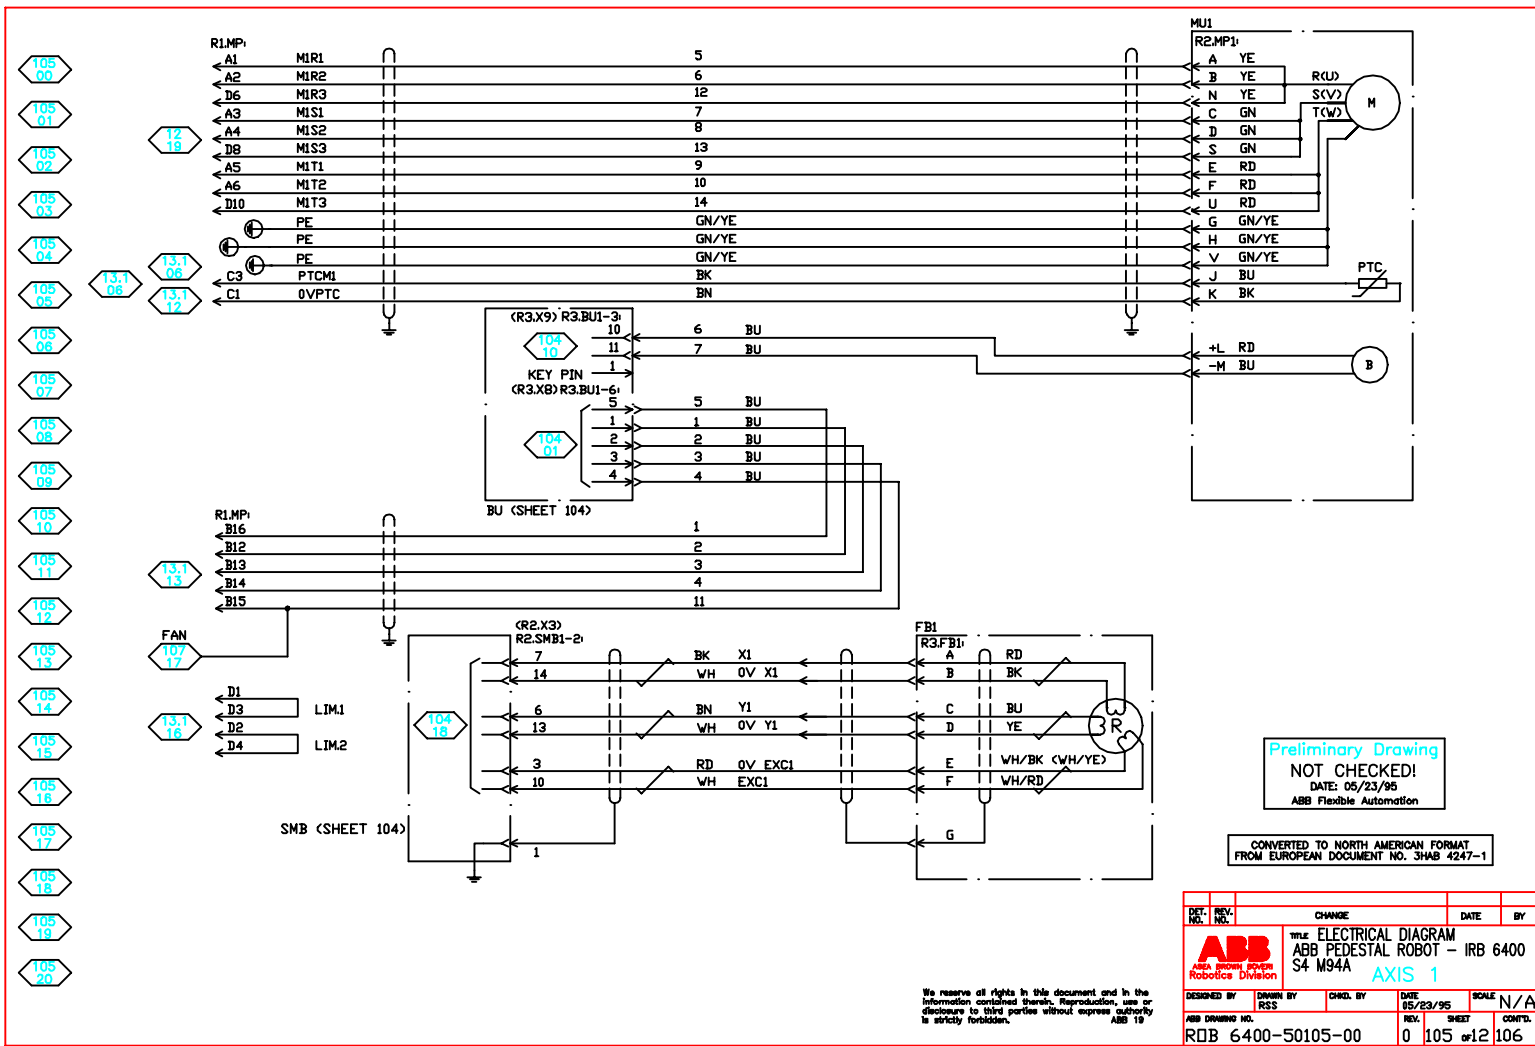 MU1
R1.MP:
R2.MP1:
105 00
A1 M1R1 5 A YE
A2 M1R2 6 B YE R(U)
D6 M1R3 12 N YE S(V) M
105 01
A3 M1S1 7 C GN T(W)
12 19
A4 M1S2 8 D GN
D8 M1S3 13 S GN
105 02
A5 M1T1 9 E RD
A6 M1T2 10 F RD
105 03
D10 M1T3 14 U RD
PE GN/YE G GN/YE
105 04
PE GN/YE H GN/YE
13.1 06
PE GN/YE V GN/YE
13.1 06
C3 PTCM1 BK J BU PTC
105 05
13.1 12
C1 0VPTC BN K BK
(R3.X9) R3.BU1-3:
105 06
104 10
10 6 BU
11 7 BU +L RD
KEY PIN 1 -M BU B
105 07
(R3.X8) R3.BU1-6:
5 5 BU
105 08
1 1 BU
104 01
2 2 BU
3 3 BU
105 09
4 4 BU
BU (SHEET 104)
R1.MP:
105 10
B16 1
B12 2
105 11
13.1 13
B13 3
B14 4
105 12
B15 11
FAN
107 17
105 13
(R2.X3)
R2.SMB1-2:
FB1
R3.FB1:
7 BK X1 A RD
14 WH 0V X1 B BK
105 14
D1
D3 LIM.1
13.1 16
D2
D4 LIM.2
104 18
6 BN Y1 C BU
13 WH 0V Y1 D YE
R
105 15
3 RD 0V EXC1 E WH/BK (WH/YE)
10 WH EXC1 F WH/RD
105 16
SMB (SHEET 104)
1
G
105 17
105 18
105 19
105 20
Preliminary Drawing
NOT CHECKED!
DATE: 05/23/95
ABB Flexible Automation
CONVERTED TO NORTH AMERICAN FORMAT
FROM EUROPEAN DOCUMENT NO. 3HAB 4247-1
DET. NO. REV. NO. CHANGE DATE BY
ABB
ASEA BROWN BOVERI
Robotics Division
TITLE ELECTRICAL DIAGRAM
ABB PEDESTAL ROBOT - IRB 6400
S4 M94A
AXIS 1
DESIGNED BY DRAWN BY RSS CHKD. BY DATE 05/23/95 SCALE N/A
ABB DRAWING NO. ROB 6400-50105-00 REV. 0 SHEET 105 OF 12 CONT'D. 106
We reserve all rights in this document and in the
information contained therein. Reproduction, use or
disclosure to third parties without express authority
is strictly forbidden. ABB 19